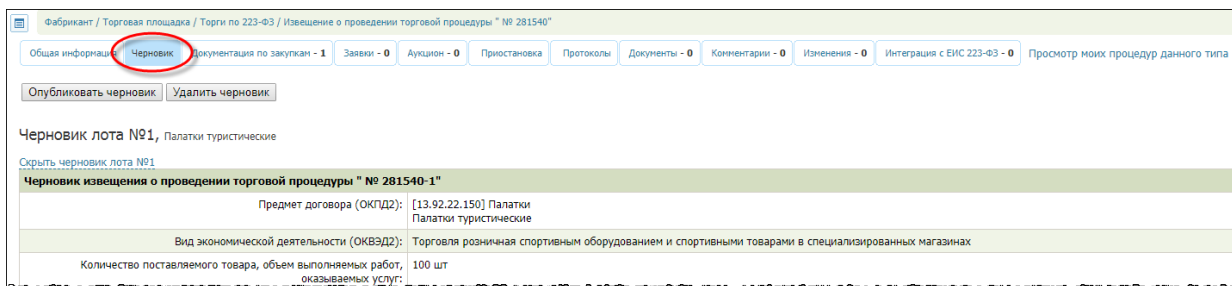 Фабрикант / Торговая площадка / Торги по 223-ФЗ / Извещение о проведении торговой процедуры " № 281540"
Общая информация Черновик Документация по закупкам - 1 Заявки - 0 Аукцион - 0 Приостановка Протоколы Документы - 0 Комментарии - 0 Изменения - 0 Интеграция с ЕИС 223-ФЗ - 0 Просмотр моих процедур данного типа
Опубликовать черновик Удалить черновик
Черновик лота №1, Палатки туристические
Скрыть черновик лота №1
Черновик извещения о проведении торговой процедуры " № 281540-1"
Предмет договора (ОКПД2): [13.92.22.150] Палатки
Палатки туристические
Вид экономической деятельности (ОКВЭД2): Торговля розничная спортивным оборудованием и спортивными товарами в специализированных магазинах
Количество поставляемого товара, объем выполняемых работ, 100 шт
оказываемых услуг: